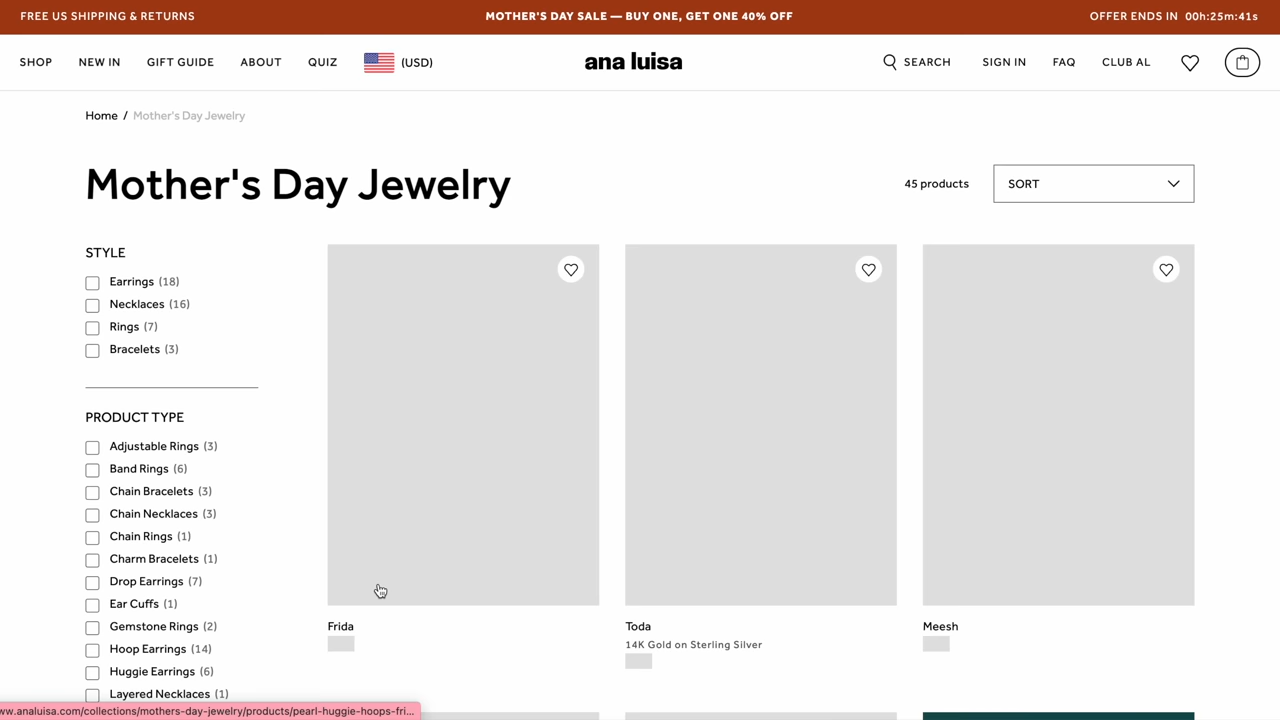 FREE US SHIPPING & RETURNS
MOTHER'S DAY SALE — BUY ONE, GET ONE 40% OFF
OFFER ENDS IN 00h:25m:41s
SHOP
NEW IN
GIFT GUIDE
ABOUT
QUIZ
(USD)
ana luisa
SEARCH
SIGN IN
FAQ
CLUB AL
Home / Mother's Day Jewelry
Mother's Day Jewelry
45 products
SORT
STYLE
Earrings (18)
Necklaces (16)
Rings (7)
Bracelets (3)
PRODUCT TYPE
Adjustable Rings (3)
Band Rings (6)
Chain Bracelets (3)
Chain Necklaces (3)
Chain Rings (1)
Charm Bracelets (1)
Drop Earrings (7)
Ear Cuffs (1)
Gemstone Rings (2)
Hoop Earrings (14)
Huggie Earrings (6)
Layered Necklaces (1)
Frida
Toda
14K Gold on Sterling Silver
Meesh
ww.analuisa.com/collections/mothers-day-jewelry/products/pearl-huggie-hoops-fri...